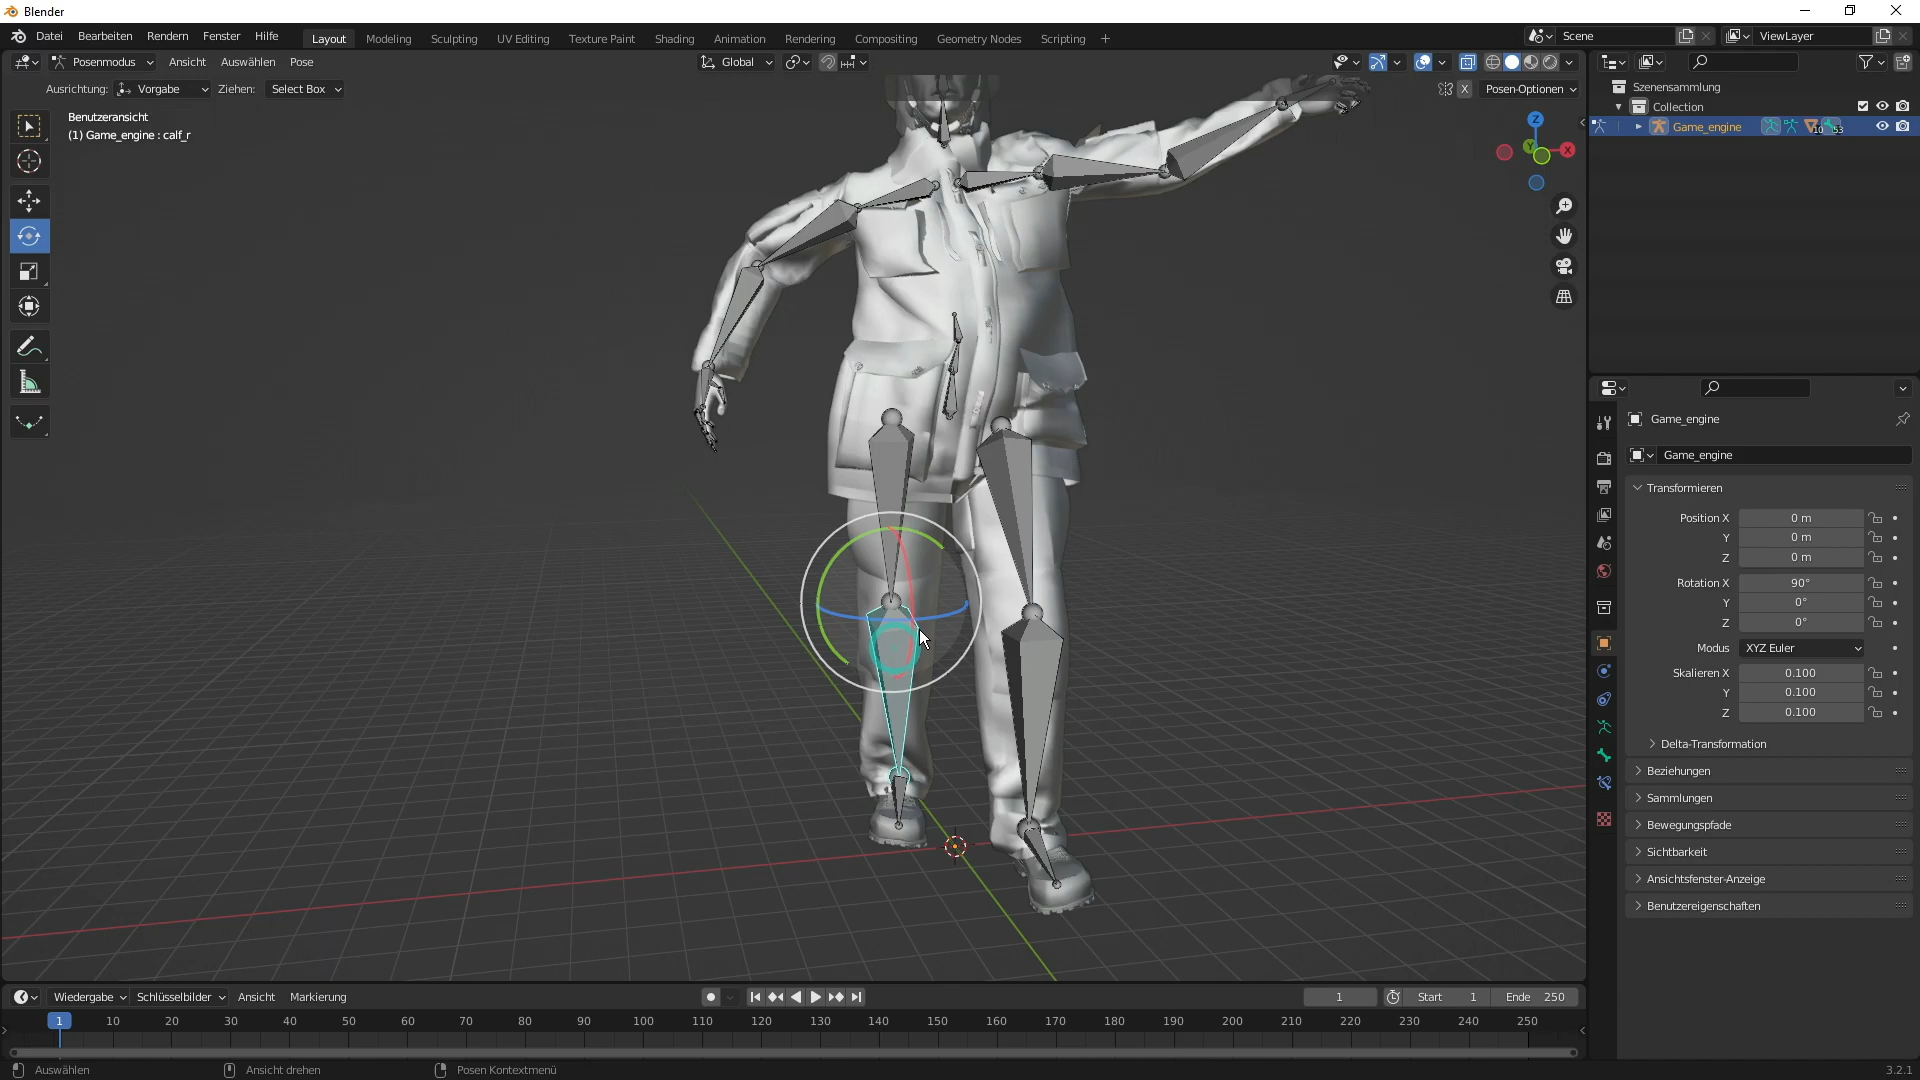 Blender
Datei Bearbeiten Rendern Fenster Hilfe Layout Modeling Sculpting UV Editing Texture Paint Shading Animation Rendering Compositing Geometry Nodes Scripting + Scene ViewLayer
Posenmodus Ansicht Auswählen Pose Global
Ausrichtung: Vorgabe Ziehen: Select Box X Posen-Optionen
Benutzeransicht
(1) Game_engine : calf_r
Z
Y
X
Szenensammlung
Collection
Game_engine 10 53
Game_engine
Game_engine
Transformieren
Position X 0 m
Y 0 m
Z 0 m
Rotation X 90°
Y 0°
Z 0°
Modus XYZ Euler
Skalieren X 0.100
Y 0.100
Z 0.100
Delta-Transformation
Beziehungen
Sammlungen
Bewegungspfade
Sichtbarkeit
Ansichtsfenster-Anzeige
Benutzereigenschaften
Wiedergabe Schlüsselbilder Ansicht Markierung 1 Start 1 Ende 250
1 10 20 30 40 50 60 70 80 90 100 110 120 130 140 150 160 170 180 190 200 210 220 230 240 250
Auswählen Ansicht drehen Posen Kontextmenü 3.2.1